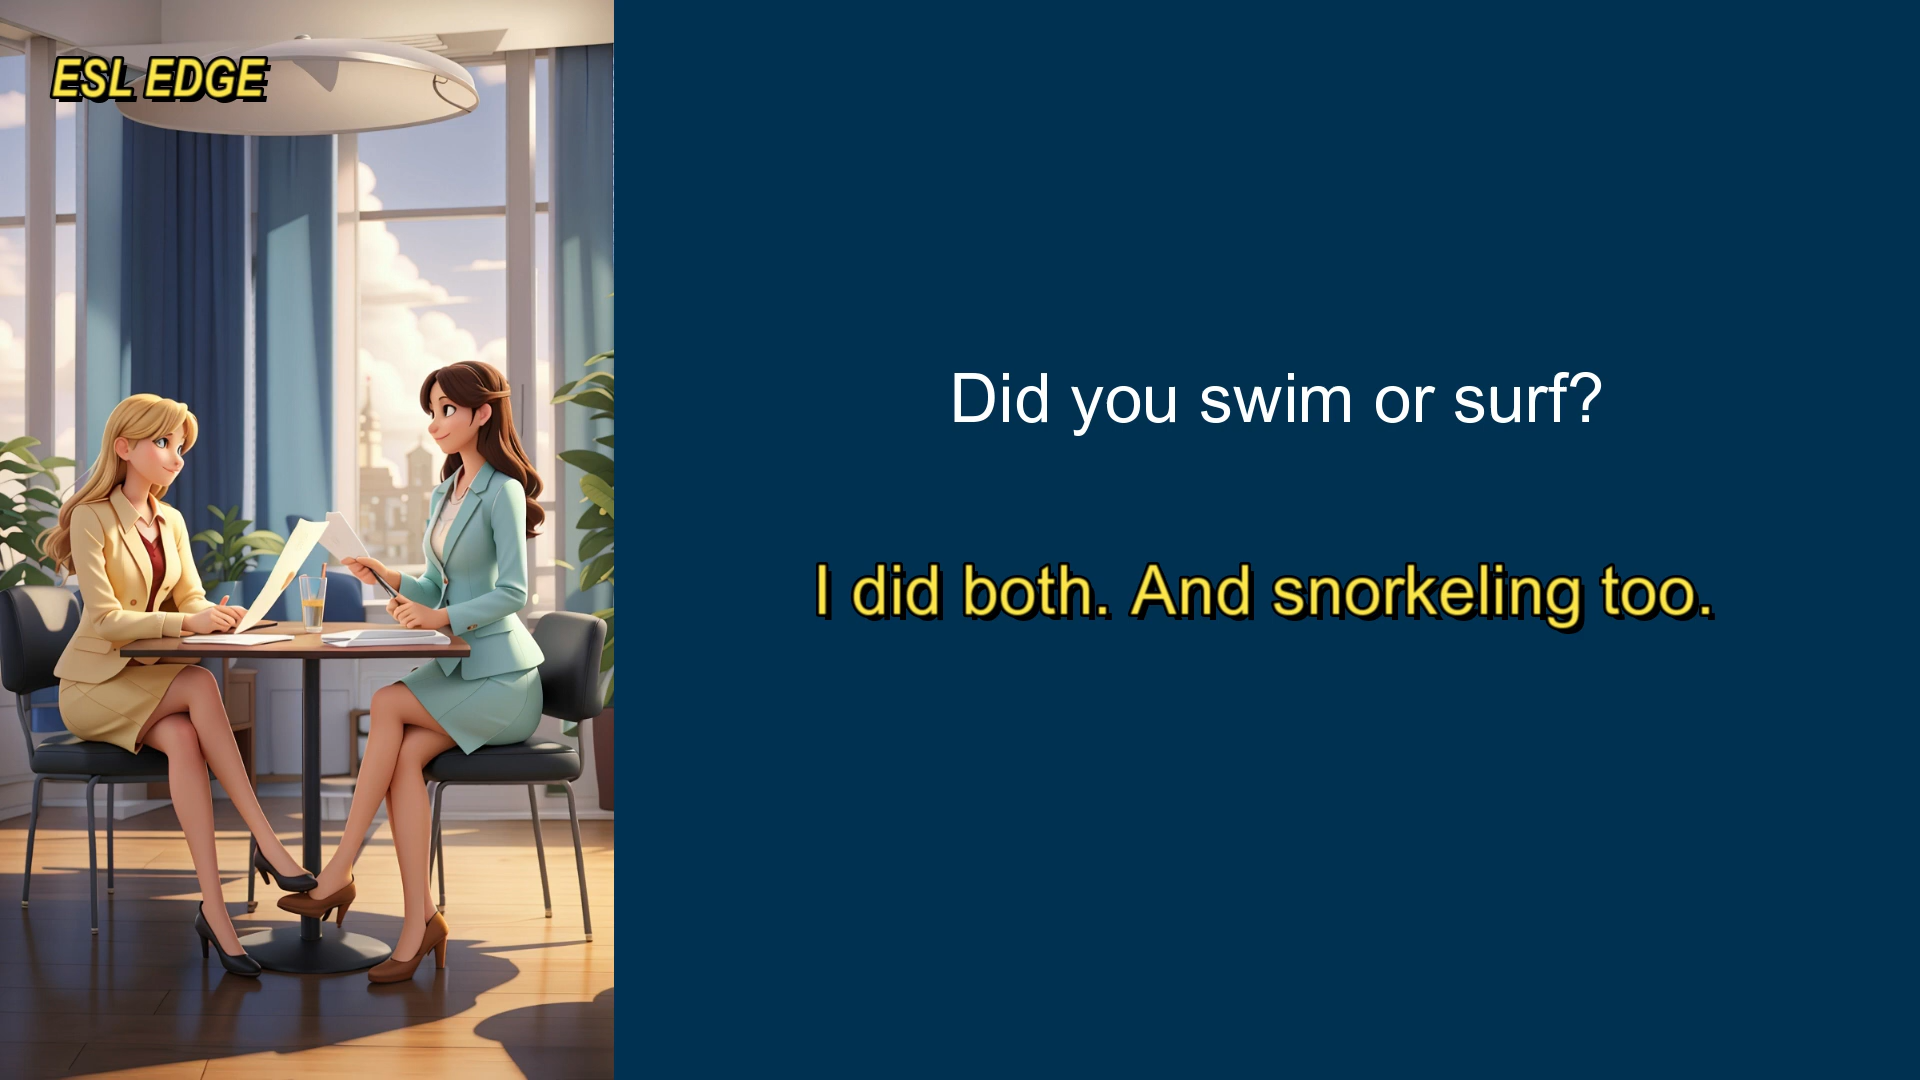 ESL EDGE
Did you swim or surf?
I did both. And snorkeling too.